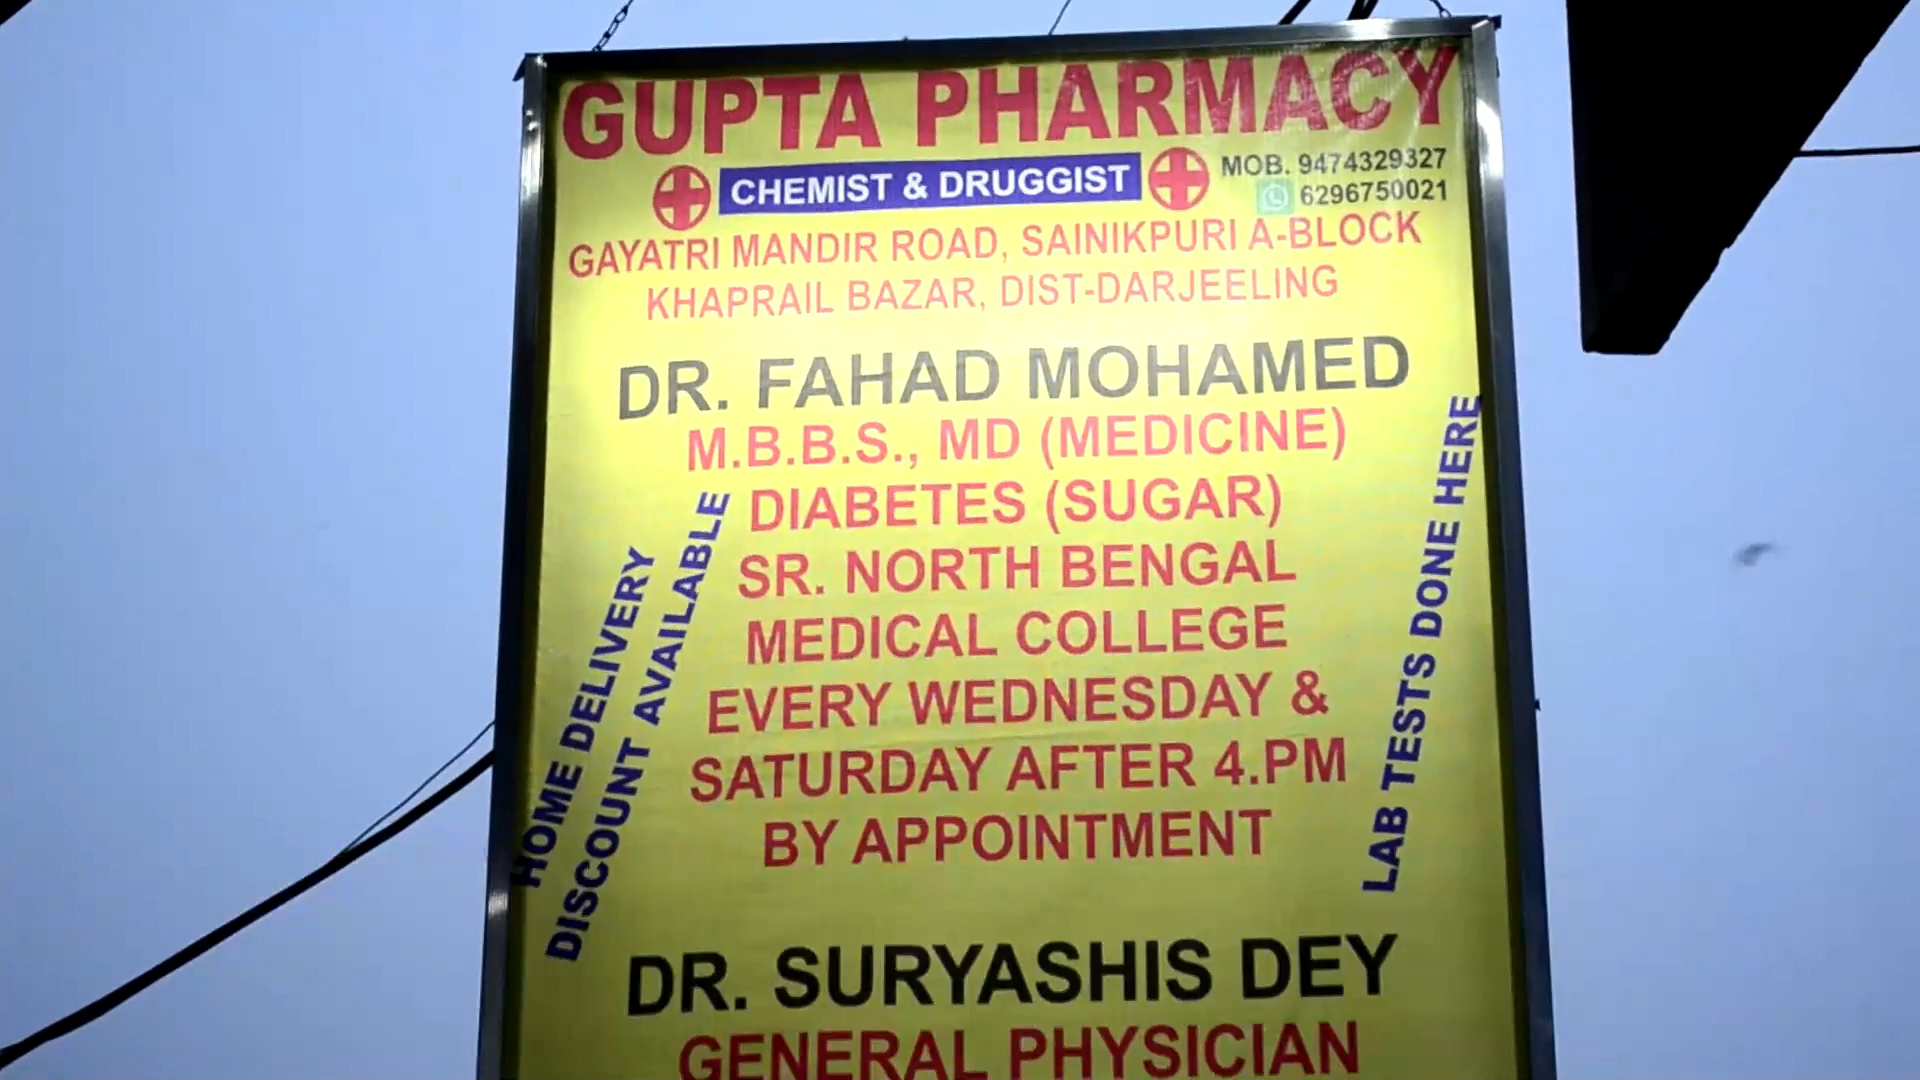 GUPTA PHARMACY
CHEMIST & DRUGGIST
MOB. 9474329327
6296750021
GAYATRI MANDIR ROAD, SAINIKPURI A-BLOCK
KHAPRAIL BAZAR, DIST-DARJEELING
DR. FAHAD MOHAMED
M.B.B.S., MD (MEDICINE)
DIABETES (SUGAR)
SR. NORTH BENGAL
MEDICAL COLLEGE
EVERY WEDNESDAY &
SATURDAY AFTER 4.PM
BY APPOINTMENT
HOME DELIVERY
DISCOUNT AVAILABLE
LAB TESTS DONE HERE
DR. SURYASHIS DEY
GENERAL PHYSICIAN